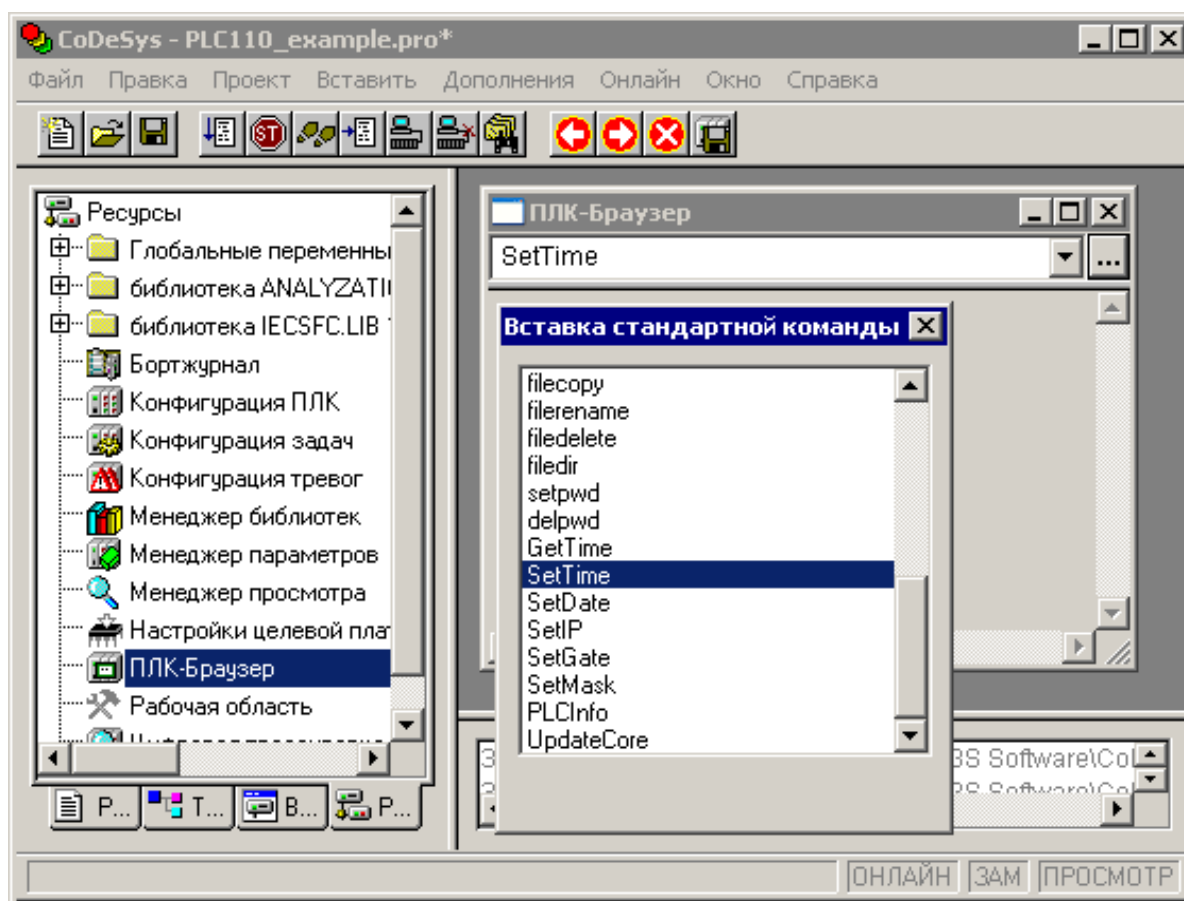 CoDeSys - PLC110_example.pro*
Файл Правка Проект Вставить Дополнения Онлайн Окно Справка
Ресурсы
Глобальные переменны
библиотека ANALYZATI
библиотека IECSFC.LIB
Бортжурнал
Конфигурация ПЛК
Конфигурация задач
Конфигурация тревог
Менеджер библиотек
Менеджер параметров
Менеджер просмотра
Настройки целевой плат
ПЛК-Браузер
Рабочая область
Р... Т... В... Р...
ПЛК-Браузер
SetTime
...
Вставка стандартной команды
filecopy
filerename
filedelete
filedir
setpwd
delpwd
GetTime
SetTime
SetDate
SetIP
SetGate
SetMask
PLCInfo
UpdateCore
3S Software\Co
ОНЛАЙН ЗАМ ПРОСМОТР